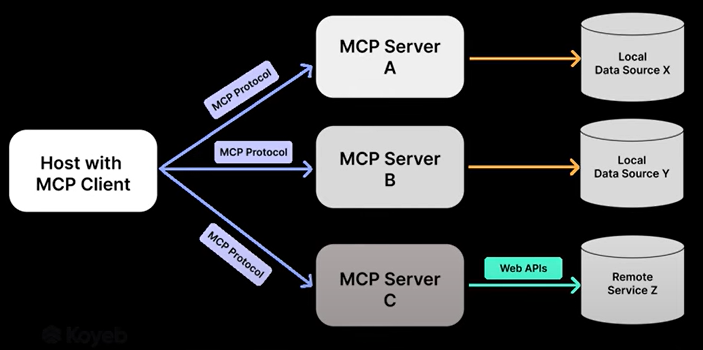 MCP Server
A
Local
Data Source X
MCP Protocol
Host with
MCP Client
MCP Protocol
MCP Server
B
Local
Data Source Y
MCP Protocol
MCP Server
C
Web APIs
Remote
Service Z
Koyeb